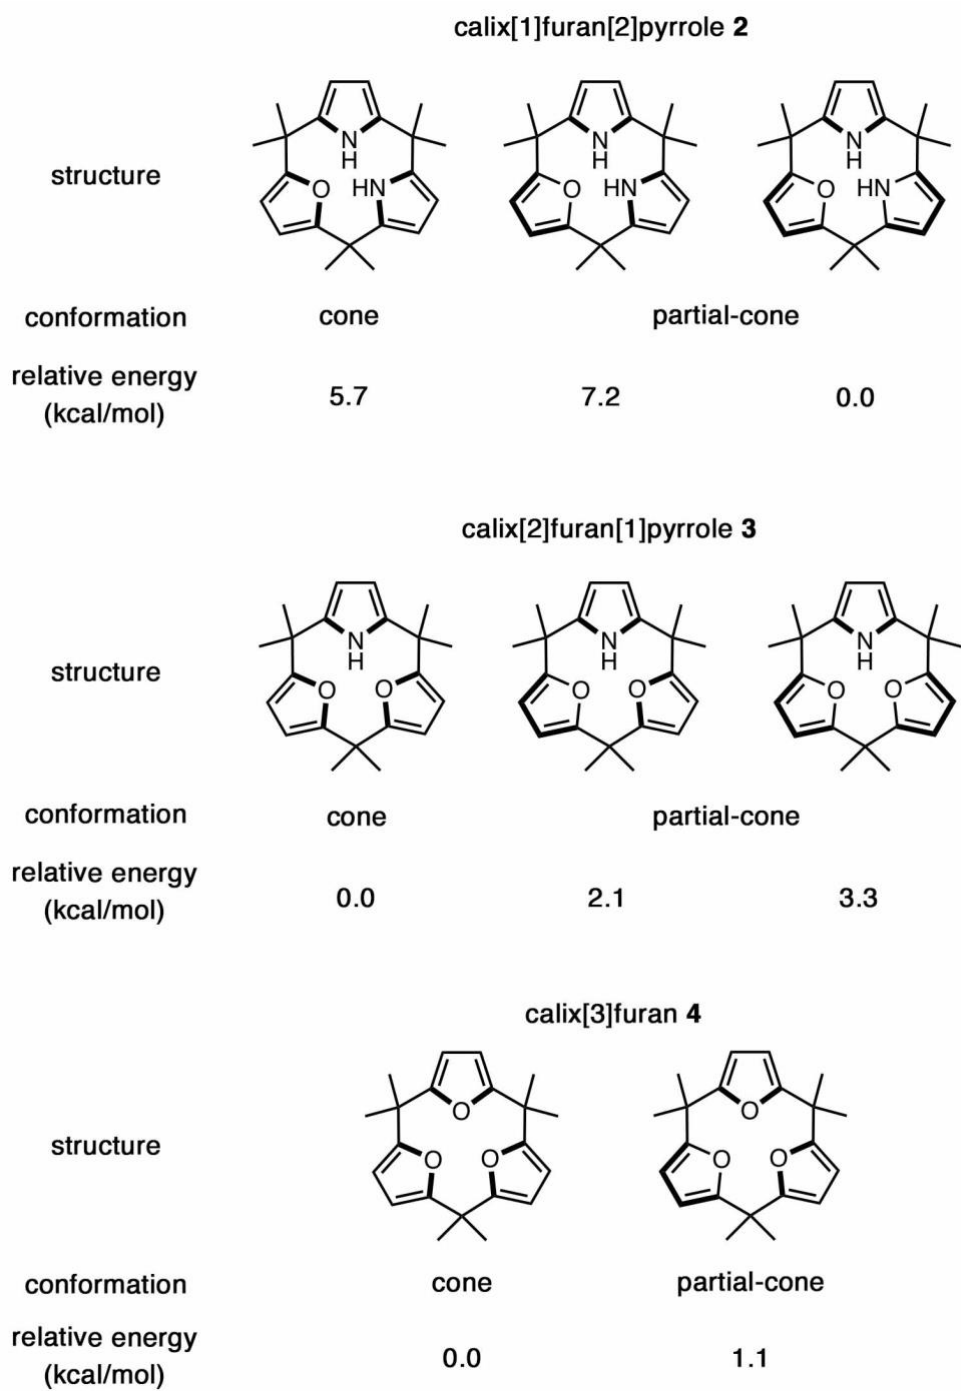 calix[1]furan[2]pyrrole 2
N
H
O HN
N
H
O HN
N
H
O HN
structure
conformation cone partial-cone
relative energy
(kcal/mol) 5.7 7.2 0.0
calix[2]furan[1]pyrrole 3
N
H
O O
N
H
O O
N
H
O O
structure
conformation cone partial-cone
relative energy
(kcal/mol) 0.0 2.1 3.3
calix[3]furan 4
O
O O
O
O O
structure
conformation cone partial-cone
relative energy
(kcal/mol) 0.0 1.1